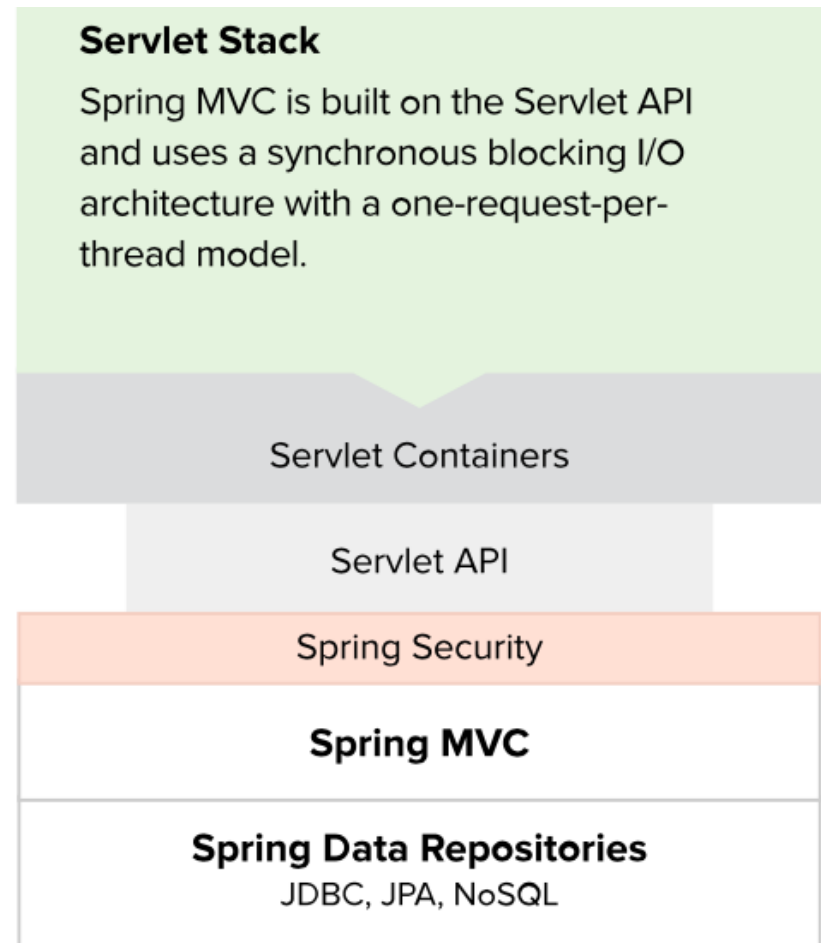 Servlet Stack
Spring MVC is built on the Servlet API
and uses a synchronous blocking I/O
architecture with a one-request-per-
thread model.
Servlet Containers
Servlet API
Spring Security
Spring MVC
Spring Data Repositories
JDBC, JPA, NoSQL